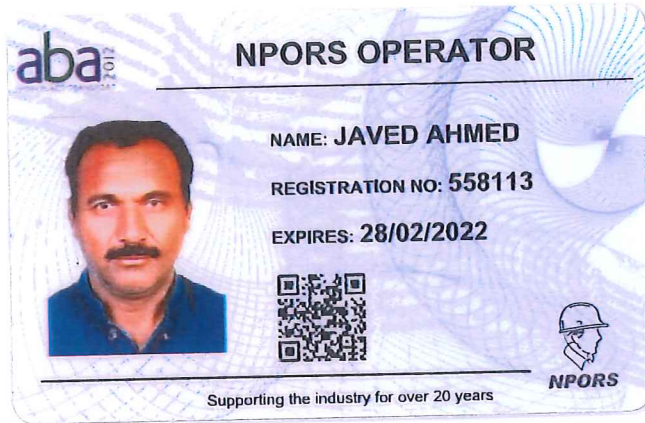 aba 2012
NPORS OPERATOR
NAME: JAVED AHMED
REGISTRATION NO: 558113
EXPIRES: 28/02/2022
NPORS
Supporting the industry for over 20 years